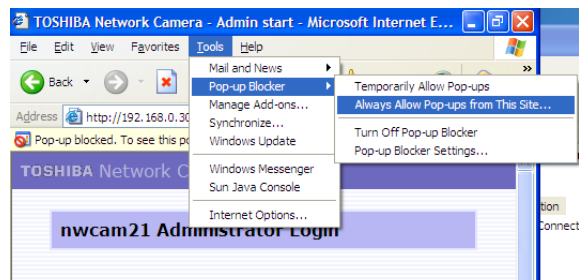 TOSHIBA Network Camera - Admin start - Microsoft Internet E...
File Edit View Favorites Tools Help
Back
Address http://192.168.0.30
Pop-up blocked. To see this po
TOSHIBA Network C
nwcam21 Administrator Login
Mail and News
Pop-up Blocker
Manage Add-ons...
Synchronize...
Windows Update
Windows Messenger
Sun Java Console
Internet Options...
Temporarily Allow Pop-ups
Always Allow Pop-ups from This Site...
Turn Off Pop-up Blocker
Pop-up Blocker Settings...
tion
Connect